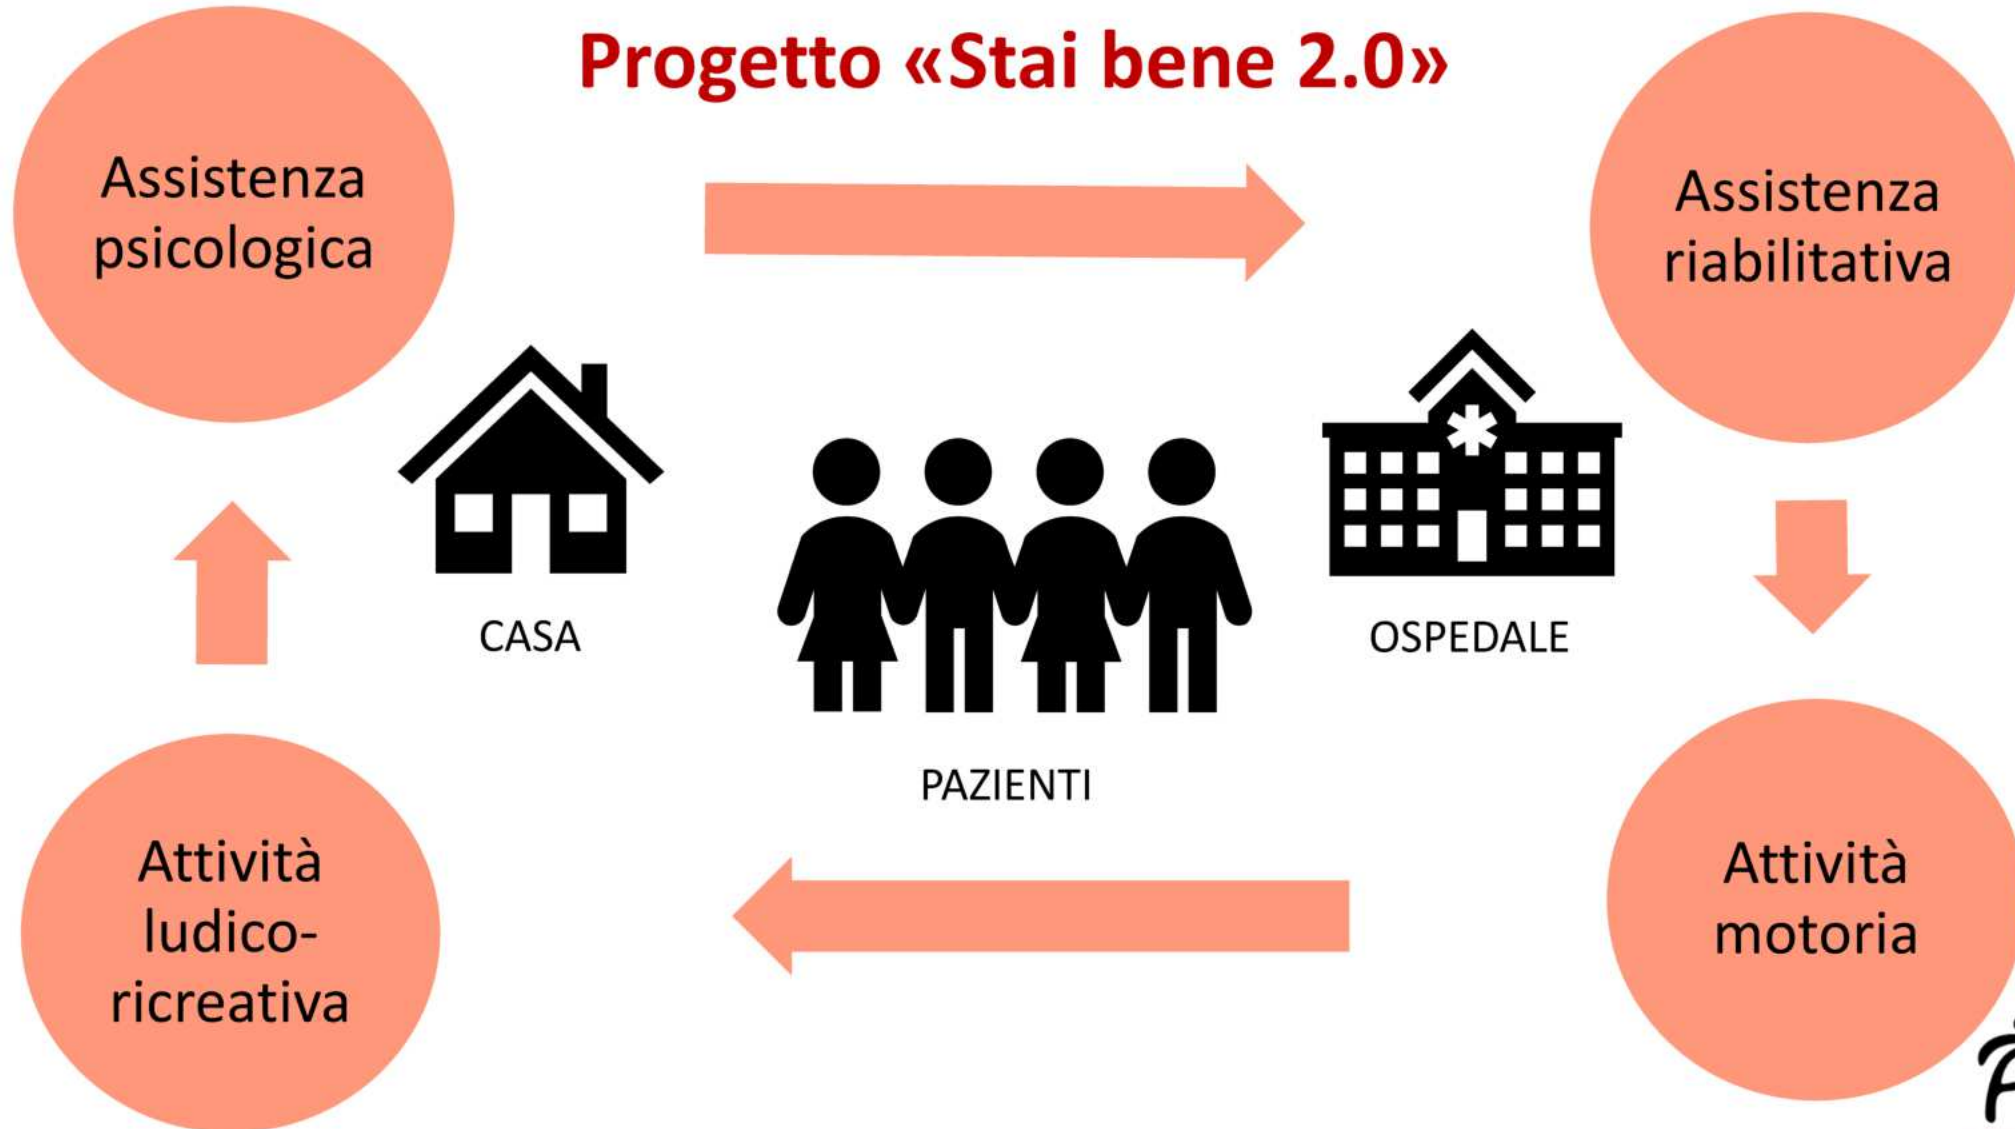 Progetto «Stai bene 2.0»
Assistenza
psicologica
Assistenza
riabilitativa
CASA
OSPEDALE
PAZIENTI
Attività
ludico-
ricreativa
Attività
motoria